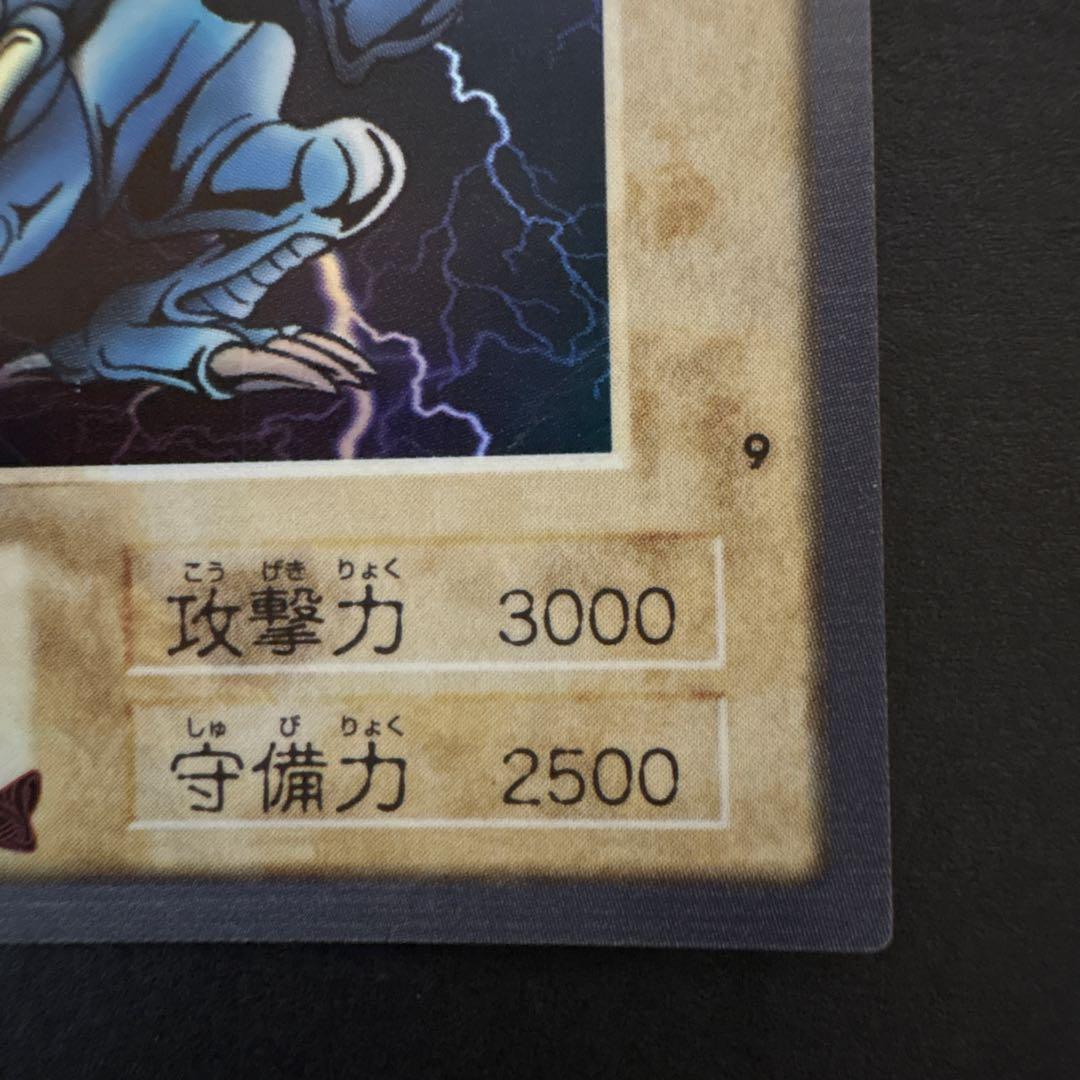 9
こう げき りょく
攻撃力 3000
しゅ び りょく
守備力 2500